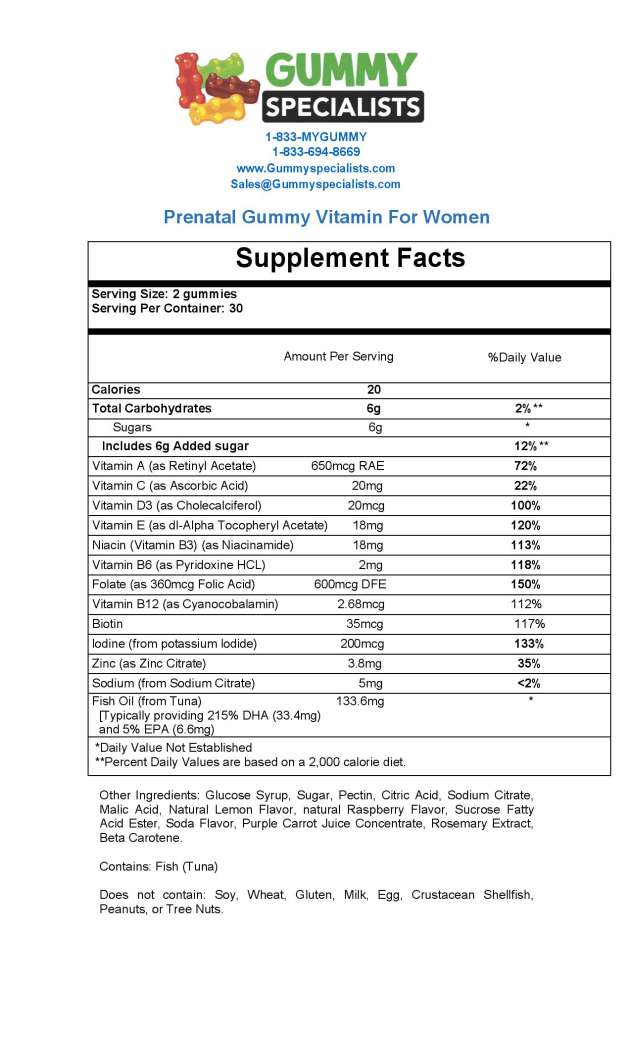 GUMMY
SPECIALISTS
1-833-MYGUMMY
1-833-694-8669
www.Gummyspecialists.com
Sales@Gummyspecialists.com
Prenatal Gummy Vitamin For Women
Supplement Facts
Serving Size: 2 gummies
Serving Per Container: 30
Amount Per Serving %Daily Value
Calories 20
Total Carbohydrates 6g 2%**
Sugars 6g *
Includes 6g Added sugar 12%**
Vitamin A (as Retinyl Acetate) 650mcg RAE 72%
Vitamin C (as Ascorbic Acid) 20mg 22%
Vitamin D3 (as Cholecalciferol) 20mcg 100%
Vitamin E (as dl-Alpha Tocopheryl Acetate) 18mg 120%
Niacin (Vitamin B3) (as Niacinamide) 18mg 113%
Vitamin B6 (as Pyridoxine HCL) 2mg 118%
Folate (as 360mcg Folic Acid) 600mcg DFE 150%
Vitamin B12 (as Cyanocobalamin) 2.68mcg 112%
Biotin 35mcg 117%
Iodine (from potassium Iodide) 200mcg 133%
Zinc (as Zinc Citrate) 3.8mg 35%
Sodium (from Sodium Citrate) 5mg <2%
Fish Oil (from Tuna) 133.6mg *
[Typically providing 215% DHA (33.4mg)
and 5% EPA (6.6mg)
*Daily Value Not Established
**Percent Daily Values are based on a 2,000 calorie diet.
Other Ingredients: Glucose Syrup, Sugar, Pectin, Citric Acid, Sodium Citrate,
Malic Acid, Natural Lemon Flavor, natural Raspberry Flavor, Sucrose Fatty
Acid Ester, Soda Flavor, Purple Carrot Juice Concentrate, Rosemary Extract,
Beta Carotene.
Contains: Fish (Tuna)
Does not contain: Soy, Wheat, Gluten, Milk, Egg, Crustacean Shellfish,
Peanuts, or Tree Nuts.